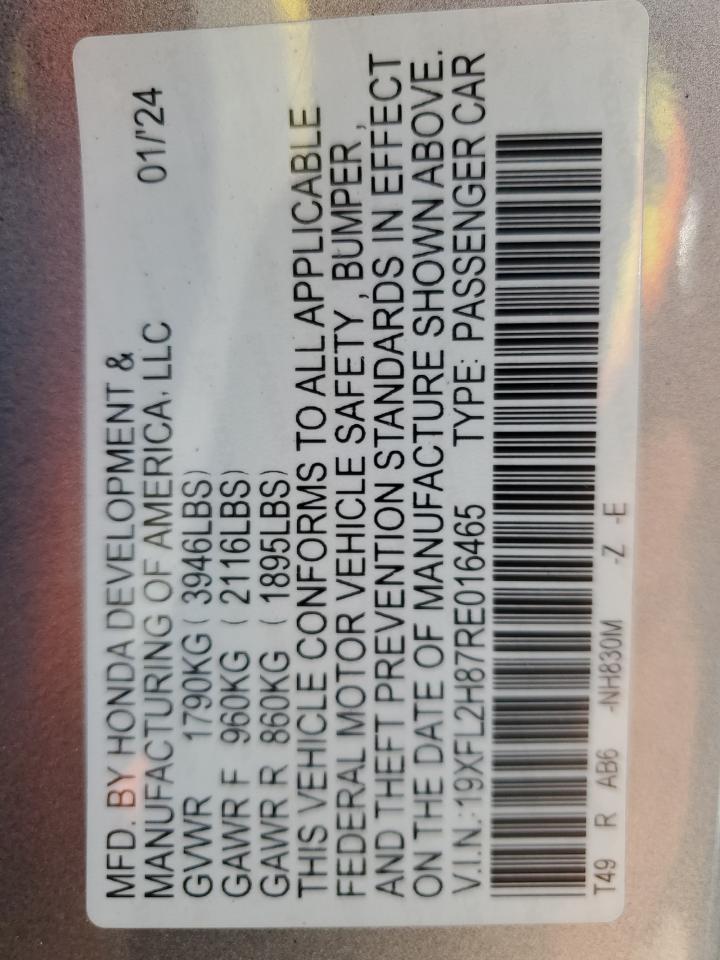 MFD. BY HONDA DEVELOPMENT &
MANUFACTURING OF AMERICA, LLC 01/'24
GVWR 1790KG ( 3946LBS)
GAWR F 960KG ( 2116LBS)
GAWR R 860KG ( 1895LBS)
THIS VEHICLE CONFORMS TO ALL APPLICABLE
FEDERAL MOTOR VEHICLE SAFETY , BUMPER ,
AND THEFT PREVENTION STANDARDS IN EFFECT
ON THE DATE OF MANUFACTURE SHOWN ABOVE.
V.I.N.:19XFL2H87RE016465 TYPE: PASSENGER CAR
T49 R AB6 -NH830M -Z -E